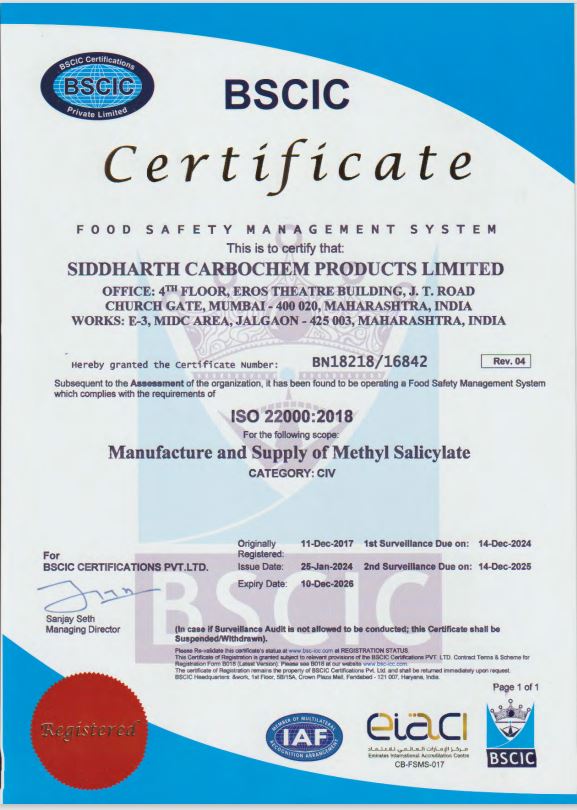 BSCIC Certifications
BSCIC
Private Limited
BSCIC
Certificate
FOOD SAFETY MANAGEMENT SYSTEM
This is to certify that:
SIDDHARTH CARBOCHEM PRODUCTS LIMITED
OFFICE: 4TH FLOOR, EROS THEATRE BUILDING, J. T. ROAD
CHURCH GATE, MUMBAI - 400 020, MAHARASHTRA, INDIA
WORKS: E-3, MIDC AREA, JALGAON - 425 003, MAHARASHTRA, INDIA
Hereby granted the Certificate Number: BN18218/16842 Rev. 04
Subsequent to the Assessment of the organization, it has been found to be operating a Food Safety Management System
which complies with the requirements of
ISO 22000:2018
For the following scope:
Manufacture and Supply of Methyl Salicylate
CATEGORY: CIV
Originally Registered: 11-Dec-2017 1st Surveillance Due on: 14-Dec-2024
Issue Date: 25-Jan-2024 2nd Surveillance Due on: 14-Dec-2025
Expiry Date: 10-Dec-2026
For
BSCIC CERTIFICATIONS PVT.LTD.
BSCIC
Sanjay Seth
Managing Director
(In case if Surveillance Audit is not allowed to be conducted; this Certificate shall be
Suspended/Withdrawn).
Please Re-validate this certificate's status at www.bsc-icc.com at REGISTRATION STATUS.
This Certificate of Registration is granted subject to relevant provisions of the BSCIC Certifications PVT. LTD. Contract Terms & Scheme for
Registration Form B018 (Latest Version). Please see B018 at our website www.bsc-icc.com.
The certificate of Registration remains the property of BSCIC Certifications Pvt. Ltd. and shall be returned immediately upon request.
BSCIC Headquarters: &work, 1st Floor, 5B/15A, Crown Plaza Mall, Faridabad - 121 007, Haryana, India.
Page 1 of 1
Registered
MEMBER OF MULTILATERAL
IAF
RECOGNITION ARRANGEMENT
eiaci
مركز الإمارات العالمي للاعتماد
Emirates International Accreditation Centre
CB-FSMS-017
BSCIC